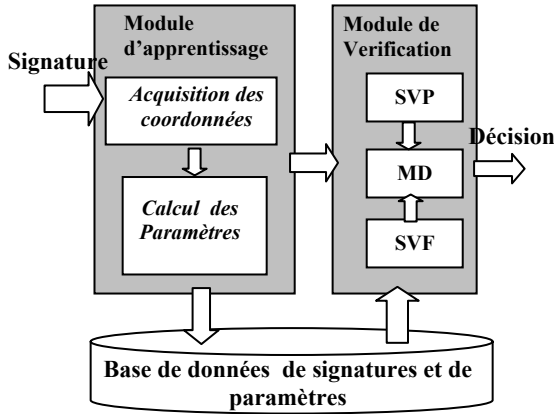 Signature
Module
d'apprentissage
Acquisition des
coordonnées
Calcul des
Paramètres
Module de
Verification
SVP
MD
SVF
Décision
Base de données de signatures et de
paramètres